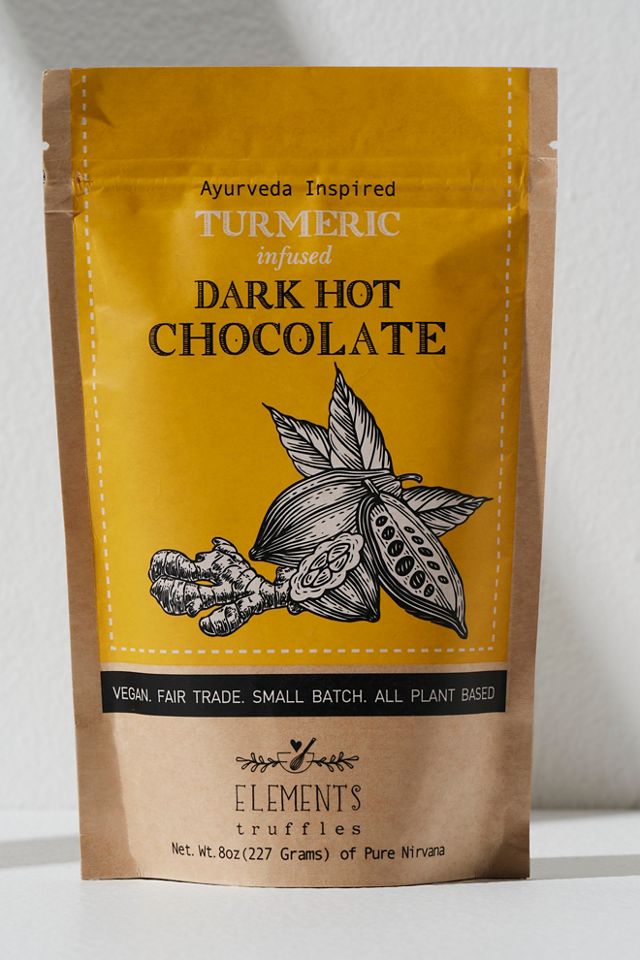 Ayurveda Inspired
TURMERIC
infused
DARK HOT
CHOCOLATE
VEGAN. FAIR TRADE. SMALL BATCH. ALL PLANT BASED
ELEMENTS
truffles
Net. Wt. 8oz(227 Grams) of Pure Nirvana